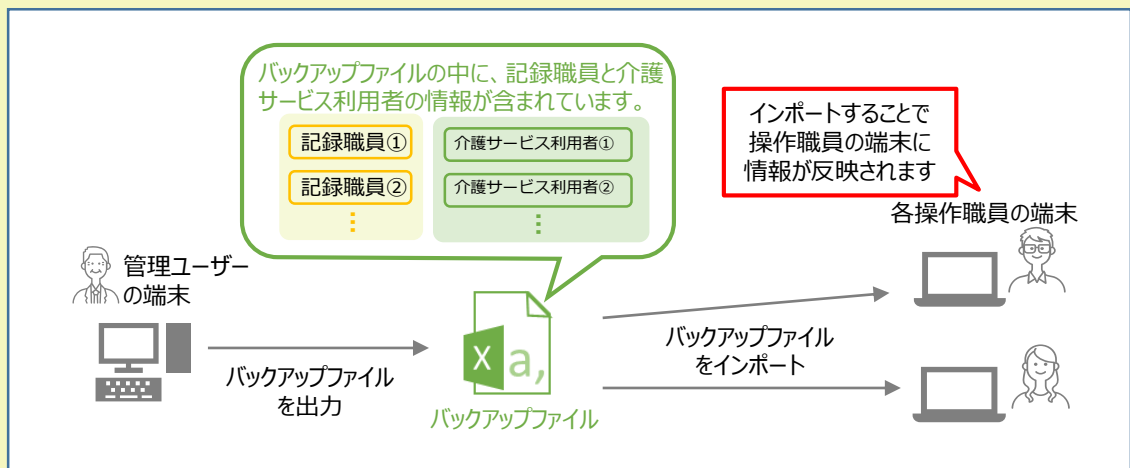 バックアップファイルの中に、記録職員と介護
サービス利用者の情報が含まれています。
記録職員①
記録職員②
⋮
介護サービス利用者①
介護サービス利用者②
⋮
インポートすることで
操作職員の端末に
情報が反映されます
各操作職員の端末
管理ユーザー
の端末
バックアップファイル
を出力
X a,
バックアップファイル
バックアップファイル
をインポート